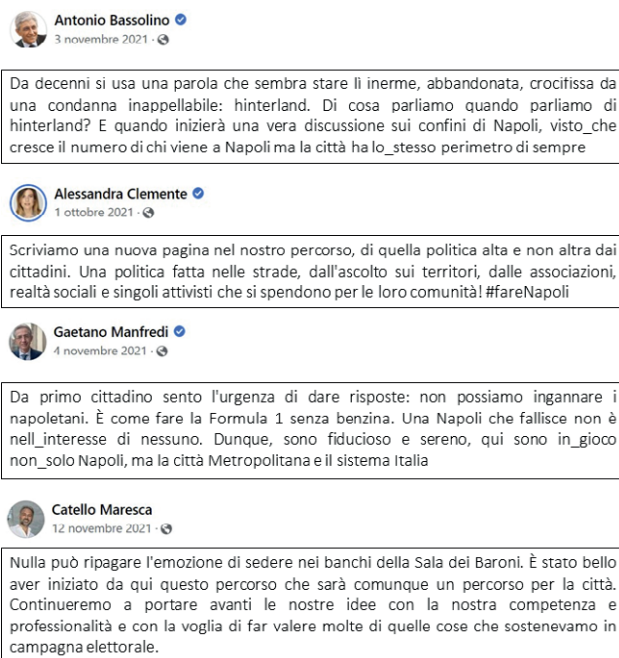 Antonio Bassolino
3 novembre 2021 ·
Da decenni si usa una parola che sembra stare lì inerme, abbandonata, crocifissa da
una condanna inappellabile: hinterland. Di cosa parliamo quando parliamo di
hinterland? E quando inizierà una vera discussione sui confini di Napoli, visto_che
cresce il numero di chi viene a Napoli ma la città ha lo_stesso perimetro di sempre
Alessandra Clemente
1 ottobre 2021 ·
Scriviamo una nuova pagina nel nostro percorso, di quella politica alta e non altra dai
cittadini. Una politica fatta nelle strade, dall'ascolto sui territori, dalle associazioni,
realtà sociali e singoli attivisti che si spendono per le loro comunità! #fareNapoli
Gaetano Manfredi
4 novembre 2021 ·
Da primo cittadino sento l'urgenza di dare risposte: non possiamo ingannare i
napoletani. È come fare la Formula 1 senza benzina. Una Napoli che fallisce non è
nell_interesse di nessuno. Dunque, sono fiducioso e sereno, qui sono in_gioco
non_solo Napoli, ma la città Metropolitana e il sistema Italia
Catello Maresca
12 novembre 2021 ·
Nulla può ripagare l'emozione di sedere nei banchi della Sala dei Baroni. È stato bello
aver iniziato da qui questo percorso che sarà comunque un percorso per la città.
Continueremo a portare avanti le nostre idee con la nostra competenza e
professionalità e con la voglia di far valere molte di quelle cose che sostenevamo in
campagna elettorale.